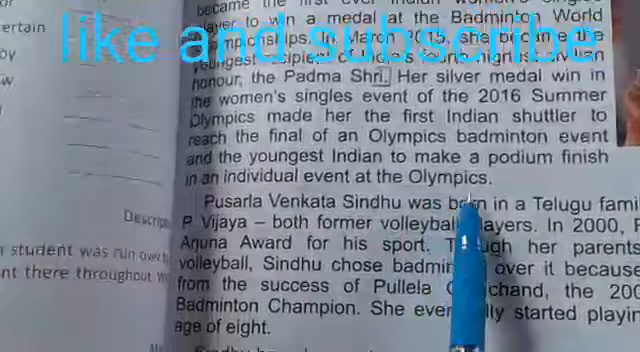 like and subscribe
became the first ever Indian women's singles
player to win a medal at the Badminton World
Championships. In March 2015, she became the
youngest recipient of India's fourth highest civilian
honour, the Padma Shri. Her silver medal win in
the women's singles event of the 2016 Summer
Olympics made her the first Indian shuttler to
reach the final of an Olympics badminton event
and the youngest Indian to make a podium finish
in an individual event at the Olympics.
Pusarla Venkata Sindhu was born in a Telugu fami
P. Vijaya – both former volleyball players. In 2000,
Arjuna Award for his sport. Though her parents
volleyball, Sindhu chose badmin over it because
from the success of Pullela chand, the 200
Badminton Champion. She even lly started playin
age of eight.
ertain
Descrip
student was run over
nt there throughout